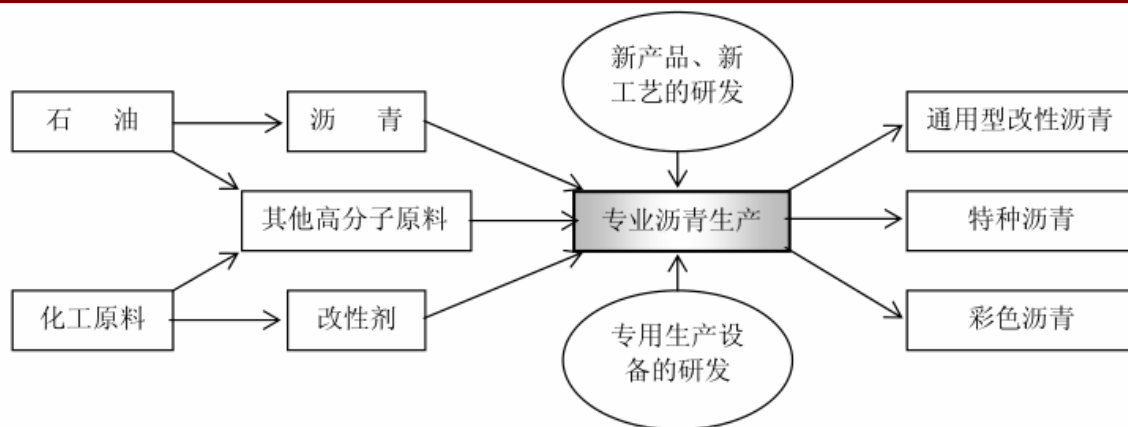 新产品、新
工艺的研发
石 油
沥 青
通用型改性沥青
其他高分子原料
专业沥青生产
特种沥青
化工原料
改性剂
专用生产设
备的研发
彩色沥青